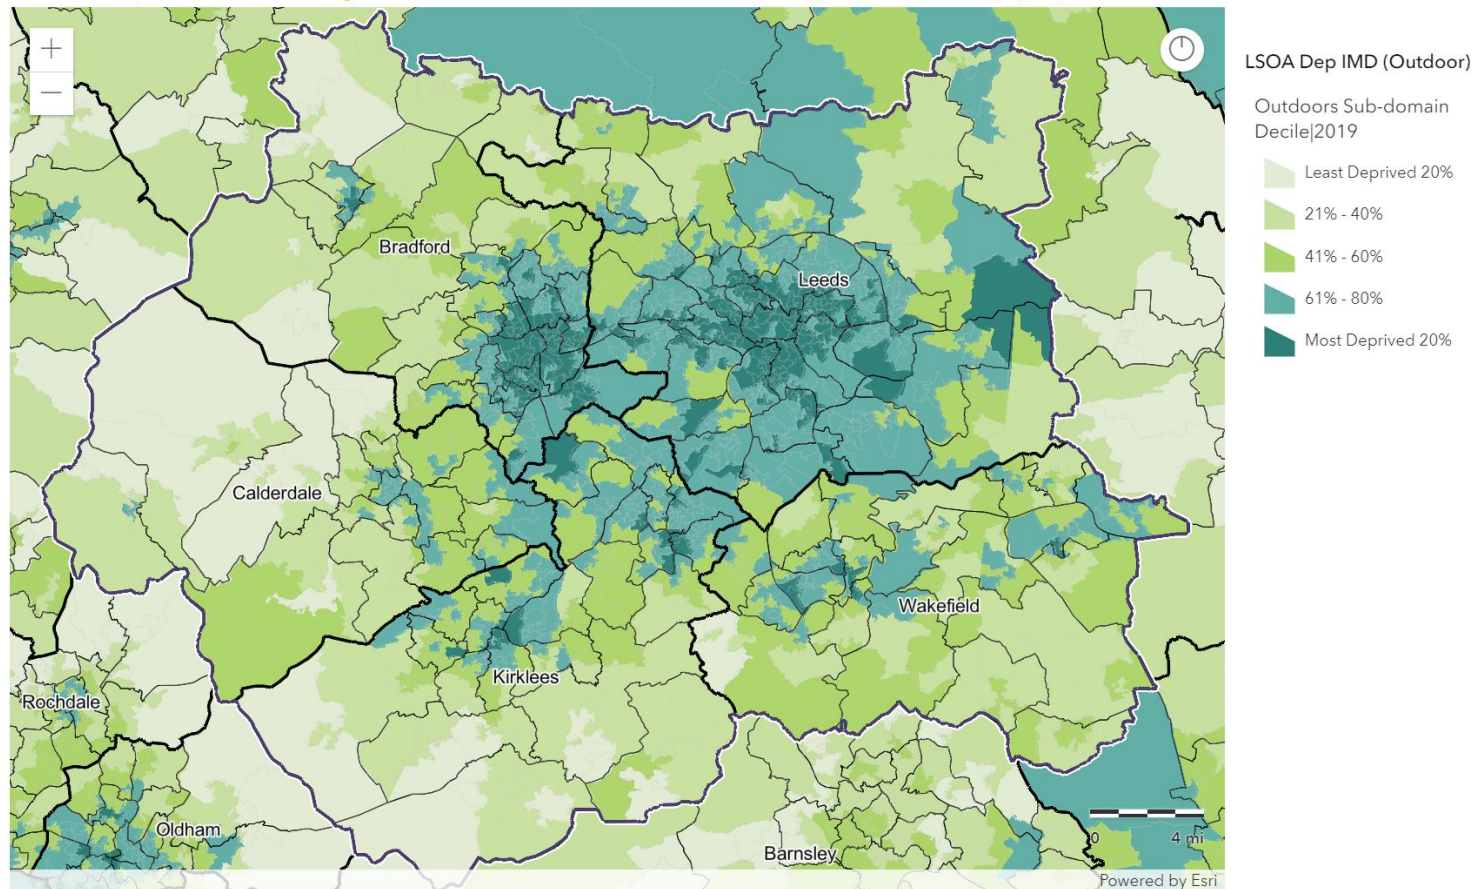 +
−
LSOA Dep IMD (Outdoor)
Outdoors Sub-domain
Decile|2019
Least Deprived 20%
21% - 40%
41% - 60%
61% - 80%
Most Deprived 20%
Bradford
Leeds
Calderdale
Wakefield
Kirklees
Rochdale
Oldham
Barnsley
0 4 mi
Powered by Esri